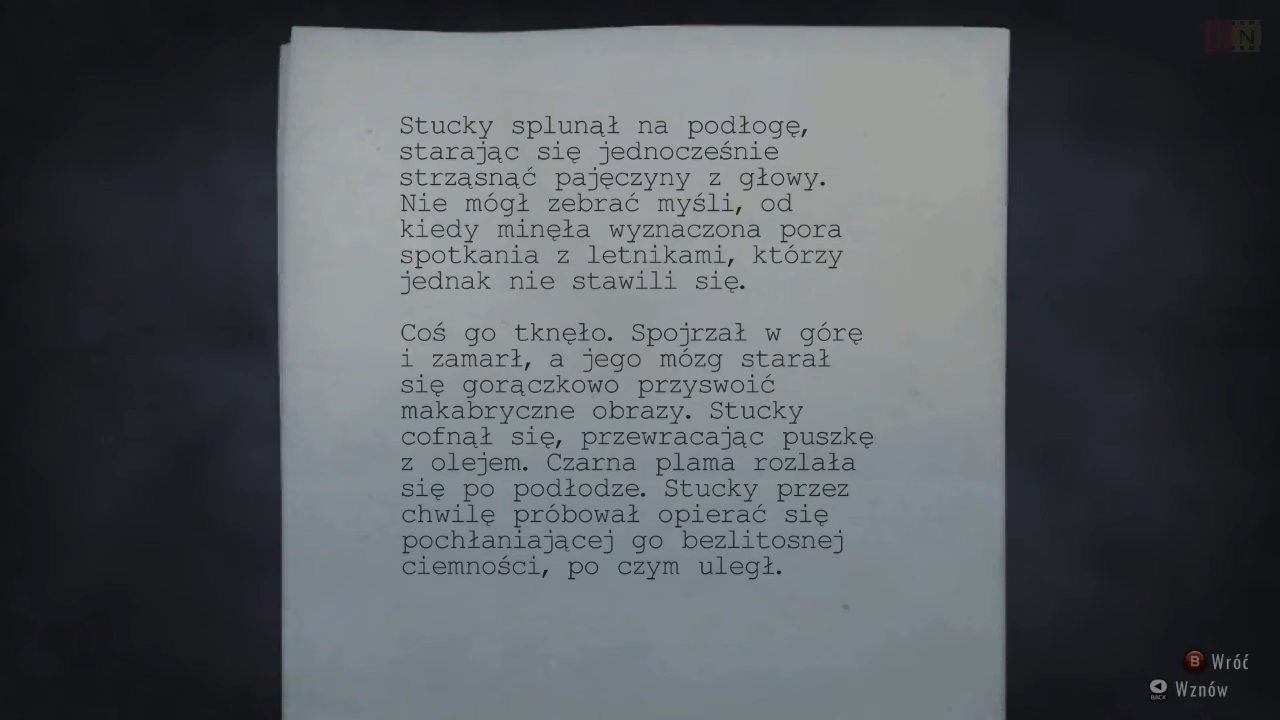 Stucky splunął na podłogę,
starając się jednocześnie
strząsnąć pajęczyny z głowy.
Nie mógł zebrać myśli, od
kiedy minęła wyznaczona pora
spotkania z letnikami, którzy
jednak nie stawili się.
Coś go tknęło. Spojrzał w górę
i zamarł, a jego mózg starał
się gorączkowo przyswoić
makabryczne obrazy. Stucky
cofnął się, przewracając puszkę
z olejem. Czarna plama rozlała
się po podłodze. Stucky przez
chwilę próbował opierać się
pochłaniającej go bezlitosnej
ciemności, po czym uległ.
B Wróć
BACK Wznów